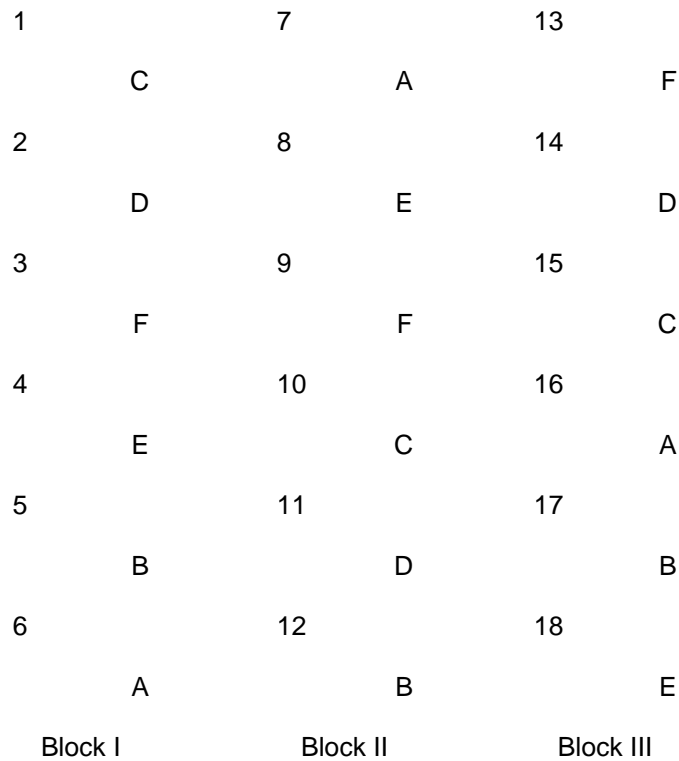 1 7 13
C A F
2 8 14
D E D
3 9 15
F F C
4 10 16
E C A
5 11 17
B D B
6 12 18
A B E
Block I Block II Block III